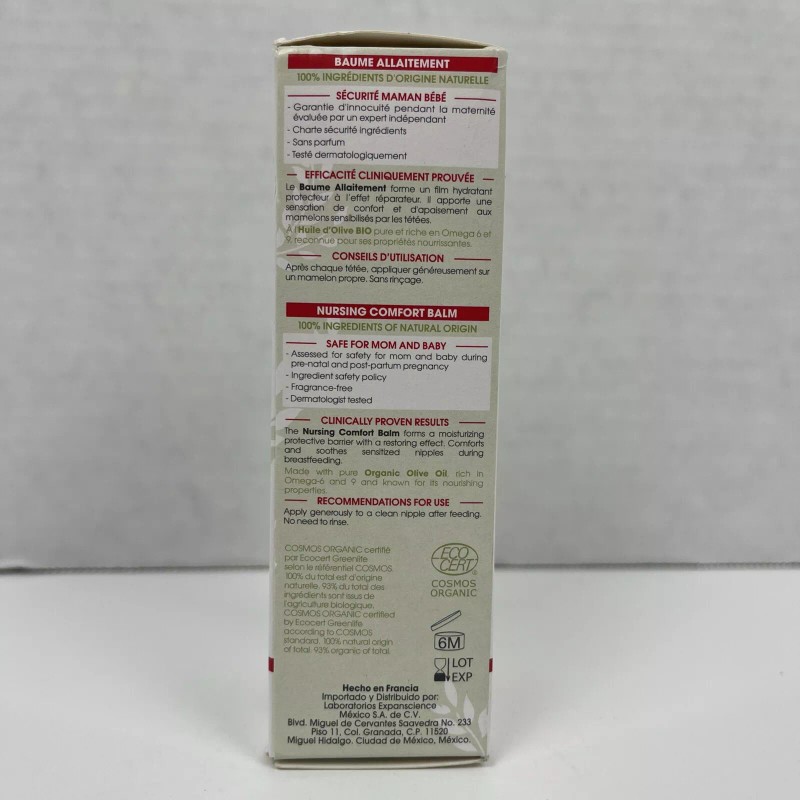 BAUME ALLAITEMENT
100% INGRÉDIENTS D'ORIGINE NATURELLE
SÉCURITÉ MAMAN BÉBÉ
- Garantie d'innocuité pendant la maternité
évaluée par un expert indépendant
- Charte sécurité ingrédients
- Sans parfum
- Testé dermatologiquement
EFFICACITÉ CLINIQUEMENT PROUVÉE
Le Baume Allaitement forme un film hydratant
protecteur à l'effet réparateur. Il apporte une
sensation de confort et d'apaisement aux
mamelons sensibilisés par les tétées.
À l'Huile d'Olive BIO pure et riche en Omega 6 et
9, reconnue pour ses propriétés nourrissantes.
CONSEILS D'UTILISATION
Après chaque tétée, appliquer généreusement sur
un mamelon propre. Sans rinçage.
NURSING COMFORT BALM
100% INGREDIENTS OF NATURAL ORIGIN
SAFE FOR MOM AND BABY
- Assessed for safety for mom and baby during
pre-natal and post-partum pregnancy
- Ingredient safety policy
- Fragrance-free
- Dermatologist tested
CLINICALLY PROVEN RESULTS
The Nursing Comfort Balm forms a moisturizing
protective barrier with a restoring effect. Comforts
and soothes sensitized nipples during
breastfeeding.
Made with pure Organic Olive Oil, rich in
Omega-6 and 9 and known for its nourishing
properties.
RECOMMENDATIONS FOR USE
Apply generously to a clean nipple after feeding.
No need to rinse.
COSMOS ORGANIC certifié
par Ecocert Greenlife
selon le référentiel COSMOS.
100% du total est d'origine
naturelle. 93% du total des
ingrédients sont issus de
l'agriculture biologique.
COSMOS ORGANIC certified
by Ecocert Greenlife
according to COSMOS
standard. 100% natural origin
of total. 93% organic of total.
ECO
CERT®
COSMOS
ORGANIC
6M
LOT
EXP
Hecho en Francia
Importado y Distribuido por:
Laboratorios Expanscience
México S.A. de C.V.
Blvd. Miguel de Cervantes Saavedra No. 233
Piso 11, Col. Granada, C.P. 11520
Miguel Hidalgo. Ciudad de México, México.